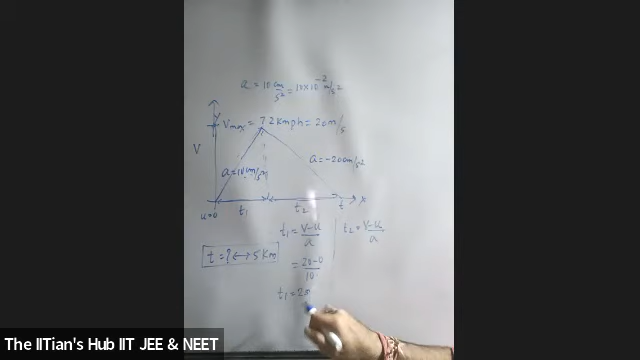 a = 10 cm/s² = 10×10⁻² m/s²
Vmax = 72 kmph = 20 m/s
V
a = 10 cm/s²
a = -20 cm/s²
u=0
t₁
t₂
t
t₁ = (V-u)/a
t₂ = (V-u)/a
t = ? ↔ 5 Km
= (20-0)/10
t₁ = 2s
The IITian's Hub IIT JEE & NEET